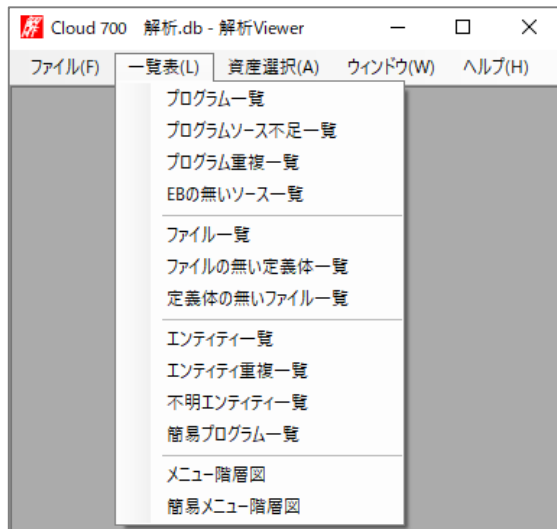 解 Cloud 700 解析.db - 解析Viewer
ファイル(F) 一覧表(L) 資産選択(A) ウィンドウ(W) ヘルプ(H)
プログラム一覧
プログラムソース不足一覧
プログラム重複一覧
EBの無いソース一覧
ファイル一覧
ファイルの無い定義体一覧
定義体の無いファイル一覧
エンティティ一覧
エンティティ重複一覧
不明エンティティ一覧
簡易プログラム一覧
メニュー階層図
簡易メニュー階層図